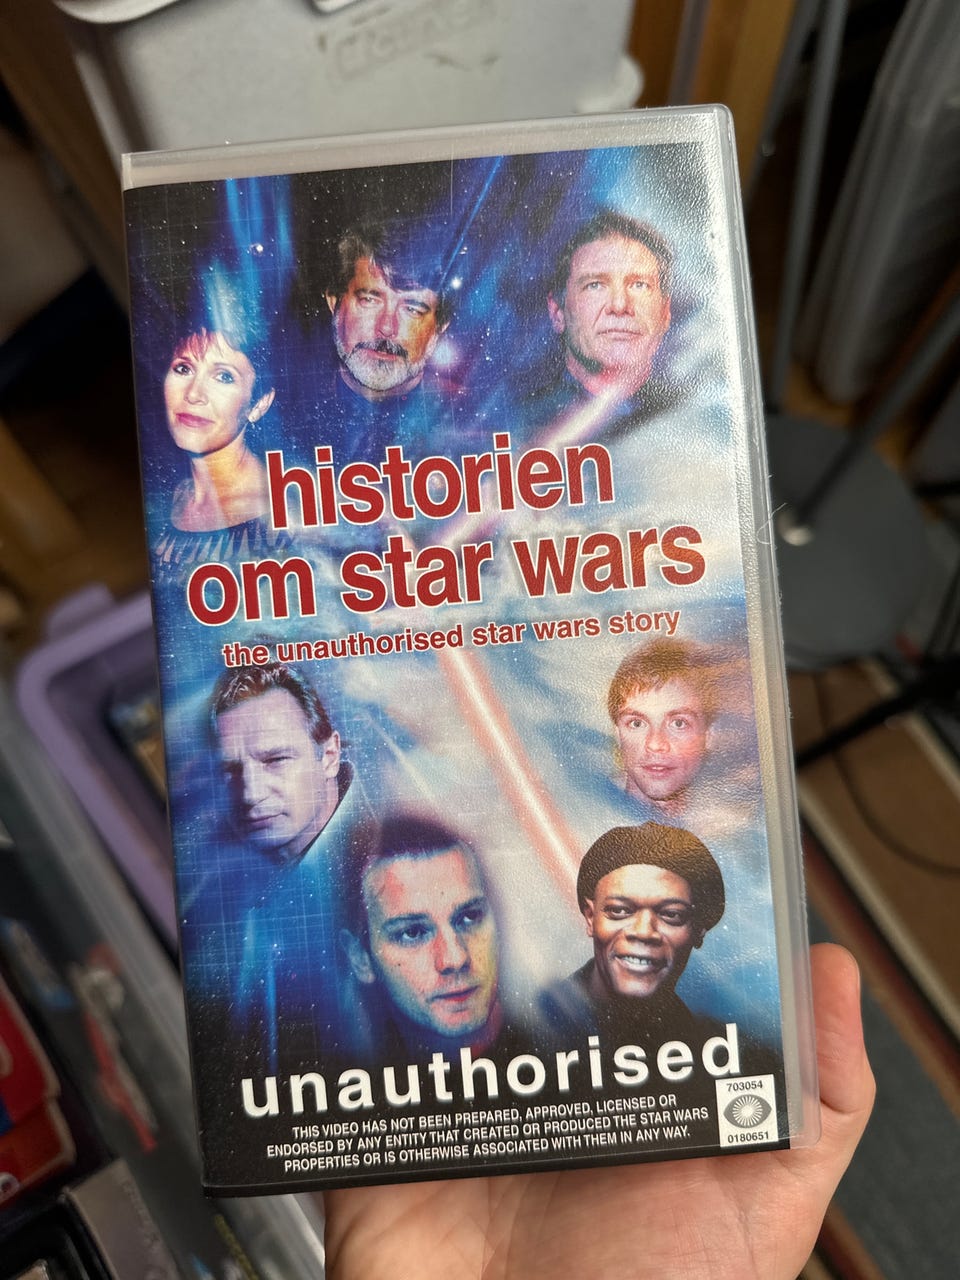 historien
om star wars
the unauthorised star wars story
unauthorised
THIS VIDEO HAS NOT BEEN PREPARED, APPROVED, LICENSED OR
ENDORSED BY ANY ENTITY THAT CREATED OR PRODUCED THE STAR WARS
PROPERTIES OR IS OTHERWISE ASSOCIATED WITH THEM IN ANY WAY.
703054
0180651